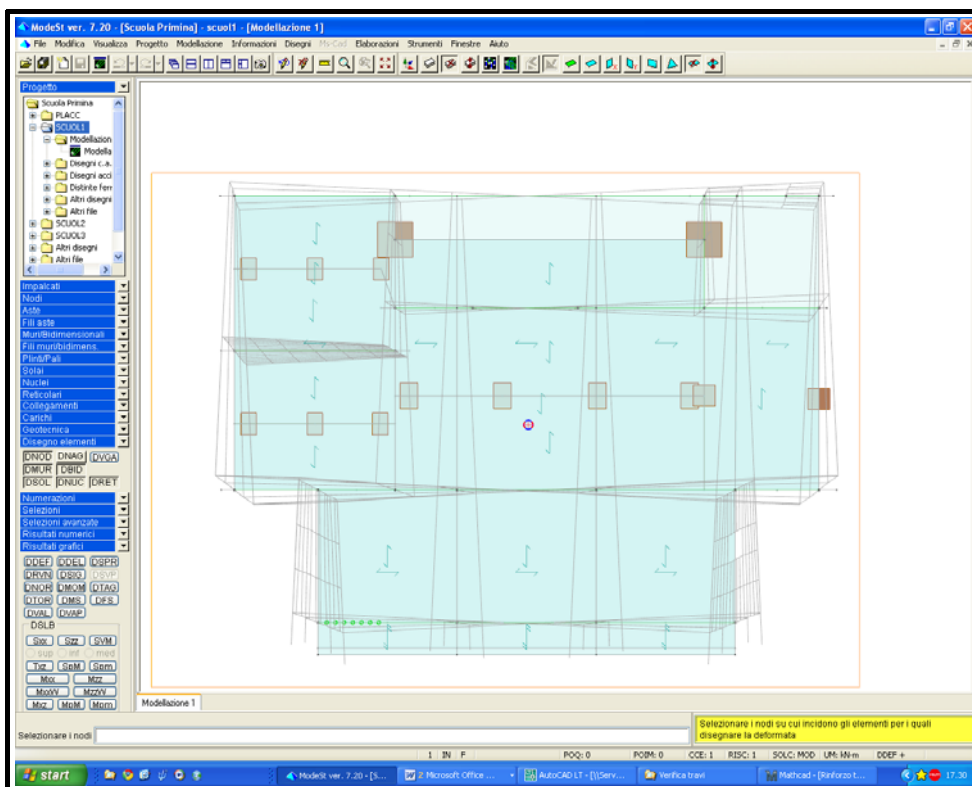 ModeSt ver. 7.20 - [Scuola Primina] - scuol1 - [Modellazione 1]
File Modifica Visualizza Progetto Modellazione Informazioni Disegni Ms-Cad Elaborazioni Strumenti Finestre Aiuto
Progetto
Scuola Primina
PLACC
SCUOL1
Modellazion
Modella
Disegni c.a.
Disegni acci
Distinte ferr
Altri disegni
Altri file
SCUOL2
SCUOL3
Altri disegni
Altri file
Impalcati
Nodi
Aste
Fili aste
Muri/Bidimensionali
Fili muri/bidimens.
Plinti/Pali
Solai
Nuclei
Reticolari
Collegamenti
Carichi
Geotecnica
Disegno elementi
DNOD DNAG DVGA
DMUR DBID
DSOL DNUC DRET
Numerazioni
Selezioni
Selezioni avanzate
Risultati numerici
Risultati grafici
DDEF DDEL DSPR
DRVN DSIG DSVP
DNOR DMOM DTAG
DTOR DMS DFS
DVAL DVAP
DSLB
Sxx Szz SVM
sup inf med
Txz SpM Spm
Mxx Mzz
MxxW MzzW
Mxz MpM Mpm
Modellazione 1
Selezionare i nodi
Selezionare i nodi su cui incidono gli elementi per i quali
disegnare la deformata
1 IN F POQ: 0 POIM: 0 CCE: 1 RISC: 1 SOLC: MOD UM: kN-m DDEF +
start ModeSt ver. 7.20 - [S... 2 Microsoft Office ... AutoCAD LT - [\\Serv... Verifica travi Mathcad - [Rinforzo t... 17.30